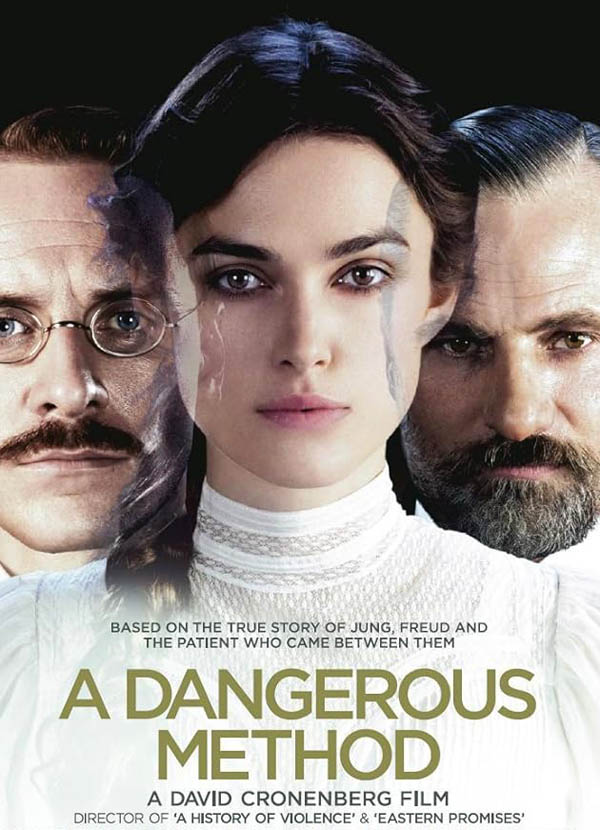 BASED ON THE TRUE STORY OF JUNG, FREUD AND
THE PATIENT WHO CAME BETWEEN THEM
A DANGEROUS
METHOD
A DAVID CRONENBERG FILM
DIRECTOR OF 'A HISTORY OF VIOLENCE' & 'EASTERN PROMISES'